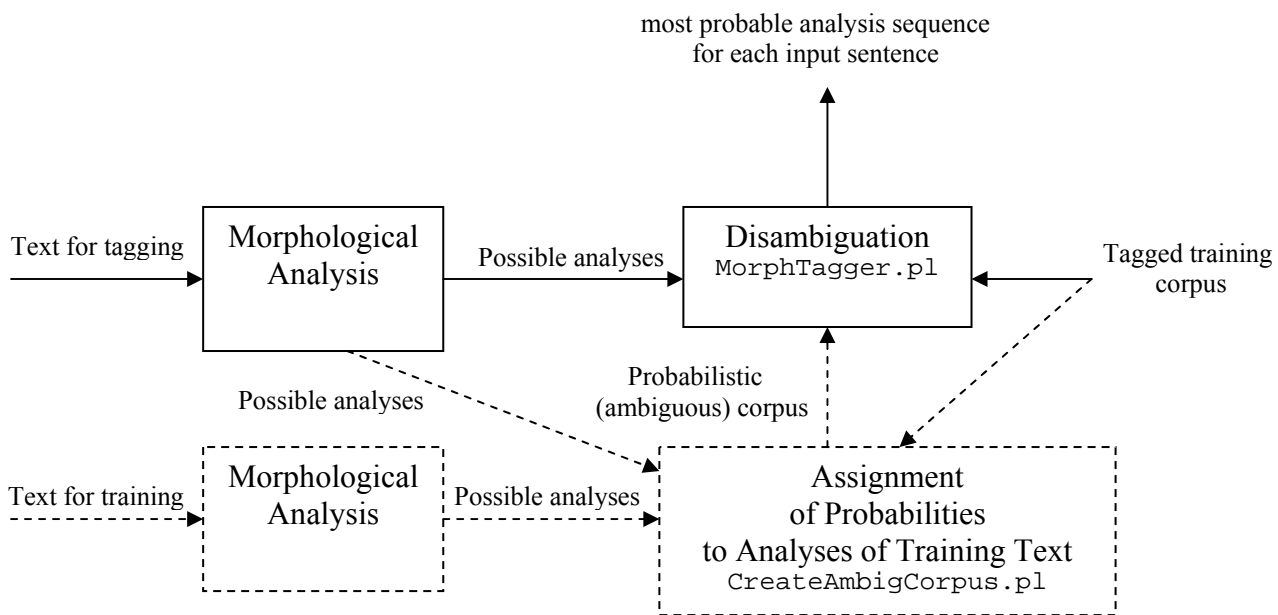 most probable analysis sequence
for each input sentence
Text for tagging
Morphological
Analysis
Possible analyses
Disambiguation
MorphTagger.pl
Tagged training
corpus
Possible analyses
Probabilistic
(ambiguous) corpus
Text for training
Morphological
Analysis
Possible analyses
Assignment
of Probabilities
to Analyses of Training Text
CreateAmbigCorpus.pl